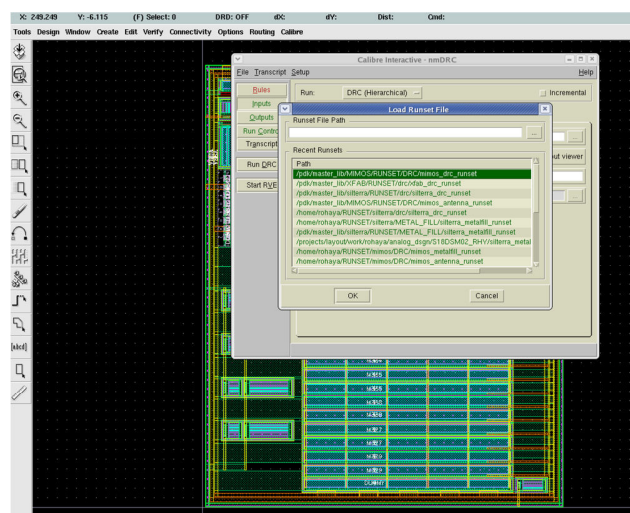 X: 249.249 Y: -6.115 (F) Select: 0 DRD: OFF dX: dY: Dist: Cmd:
Tools Design Window Create Edit Verify Connectivity Options Routing Calibre
Calibre Interactive - nmDRC
File Transcript Setup Help
Rules
Inputs
Outputs
Run Contro
Transcript
Run DRC
Start RVE
Run: DRC (Hierarchical) Incremental
Load Runset File
Runset File Path
...
Recent Runsets
Path
/pdk/master_lib/MIMOS/RUNSET/DRC/mimos_drc_runset
/pdk/master_lib/XFAB/RUNSET/drc/xfab_drc_runset
/pdk/master_lib/silterra/RUNSET/drc/silterra_drc_runset
/pdk/master_lib/MIMOS/RUNSET/DRC/mimos_antenna_runset
/home/rohaya/RUNSET/silterra/drc/silterra_drc_runset
/home/rohaya/RUNSET/silterra/METAL_FILL/silterra_metalfill_runset
/pdk/master_lib/silterra/RUNSET/METAL_FILL/silterra_metalfill_runset
/projects/layout/work/rohaya/analog_dsgn/S18DSM02_RHY/silterra_metal
/home/rohaya/RUNSET/mimos/DRC/mimos_metalfill_runset
/home/rohaya/RUNSET/mimos/DRC/mimos_antenna_runset
OK Cancel
...
out viewer
...
[abcd]
DUMMY